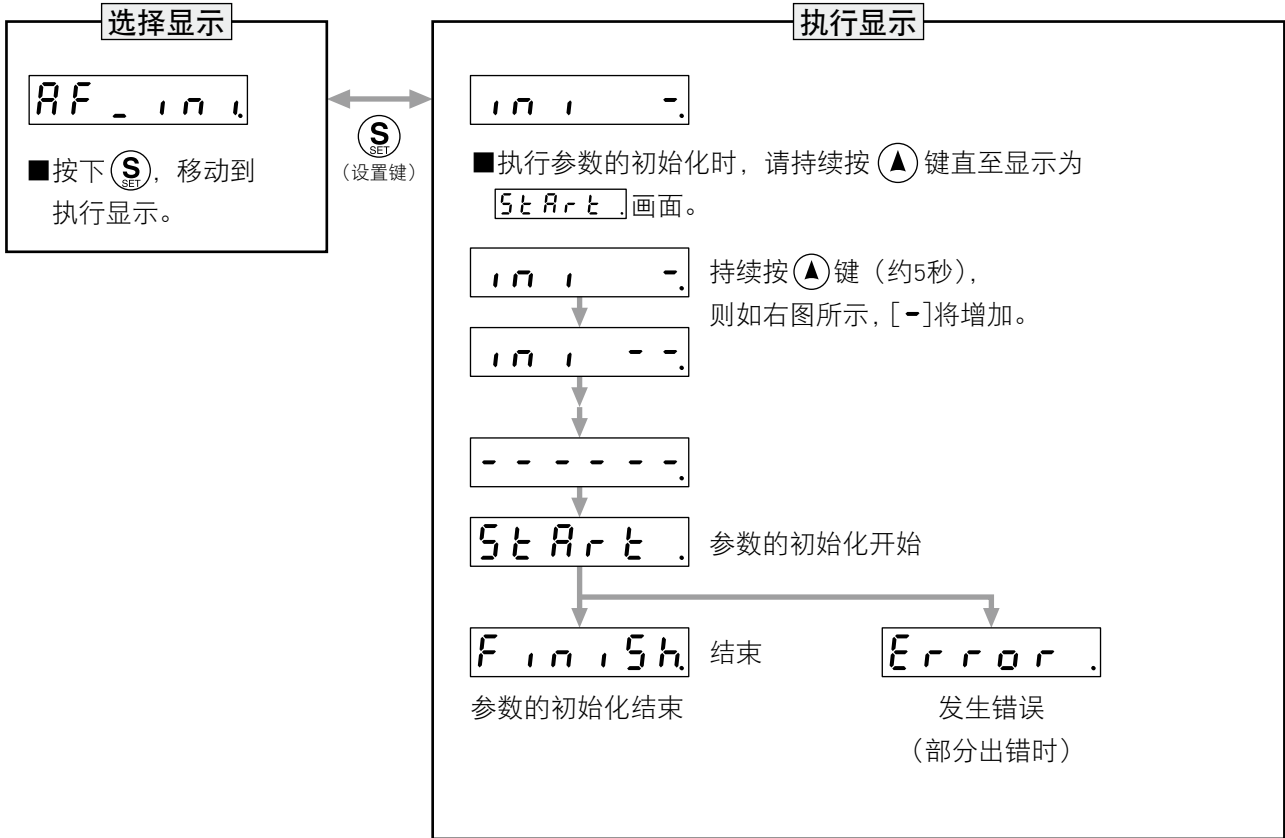 选择显示
AF_ini.
■按下 S SET，移动到
执行显示。
S SET
（设置键）
执行显示
ini -.
■执行参数的初始化时，请持续按 ▲ 键直至显示为
StArt .画面。
ini -.
持续按 ▲ 键（约5秒），
则如右图所示，[-]将增加。
ini --.
------.
StArt .
参数的初始化开始
FiniSh.
结束
Error .
参数的初始化结束
发生错误
（部分出错时）